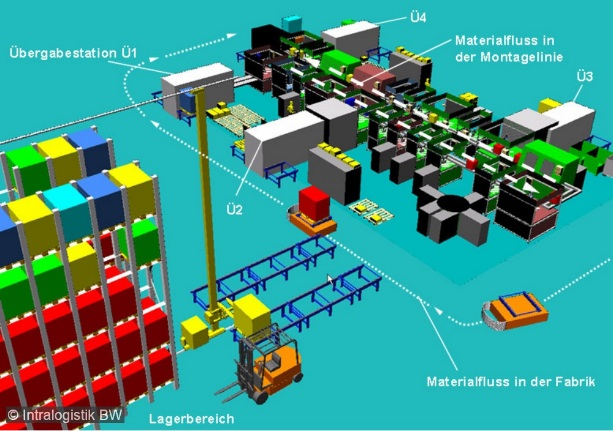 Ü4
Materialfluss in
der Montagelinie
Übergabestation Ü1
Ü3
Ü2
Materialfluss in der Fabrik
© Intralogistik BW
Lagerbereich